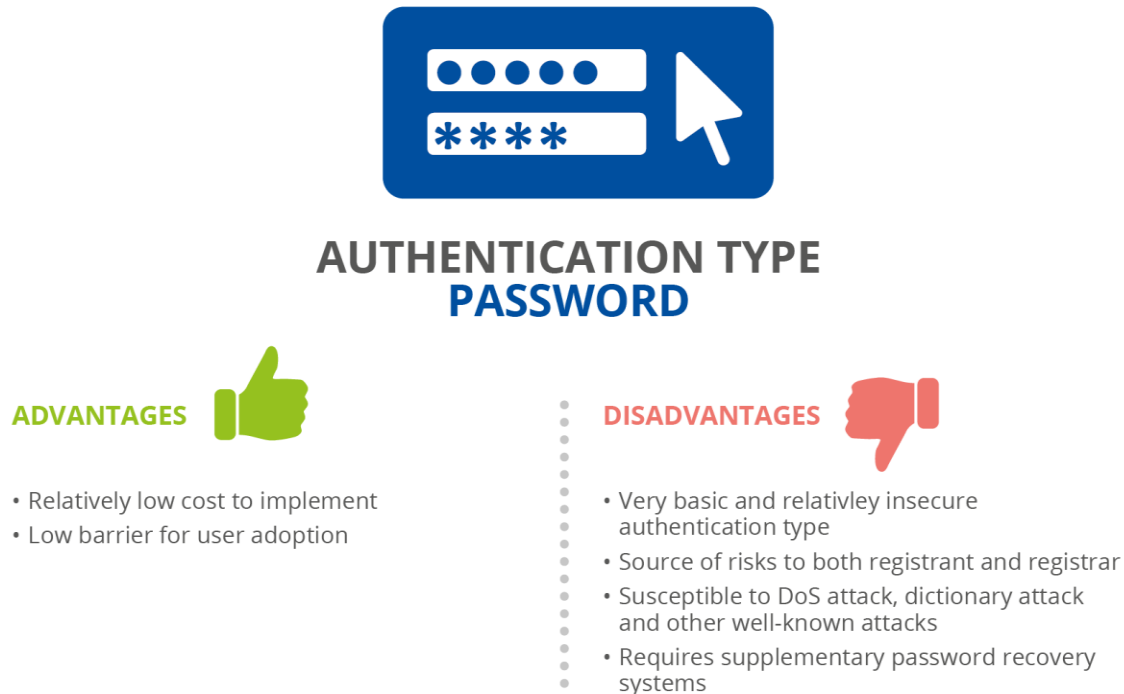 ****
AUTHENTICATION TYPE
PASSWORD
ADVANTAGES
• Relatively low cost to implement
• Low barrier for user adoption
DISADVANTAGES
• Very basic and relativley insecure
authentication type
• Source of risks to both registrant and registrar
• Susceptible to DoS attack, dictionary attack
and other well-known attacks
• Requires supplementary password recovery
systems